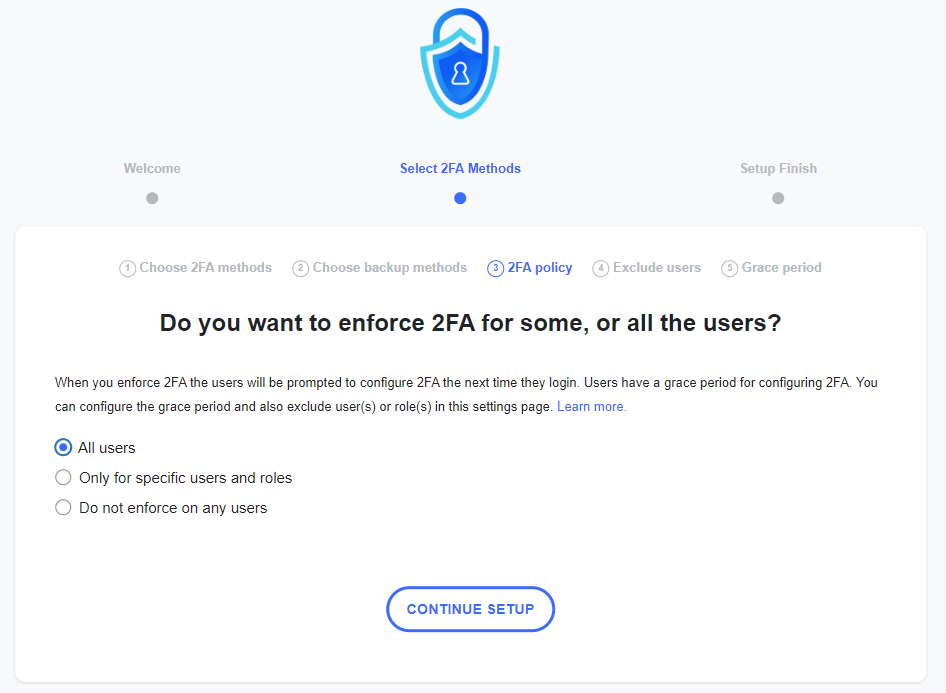 Welcome
Select 2FA Methods
Setup Finish
1 Choose 2FA methods
2 Choose backup methods
3 2FA policy
4 Exclude users
5 Grace period
Do you want to enforce 2FA for some, or all the users?
When you enforce 2FA the users will be prompted to configure 2FA the next time they login. Users have a grace period for configuring 2FA. You
can configure the grace period and also exclude user(s) or role(s) in this settings page. Learn more.
All users
Only for specific users and roles
Do not enforce on any users
CONTINUE SETUP